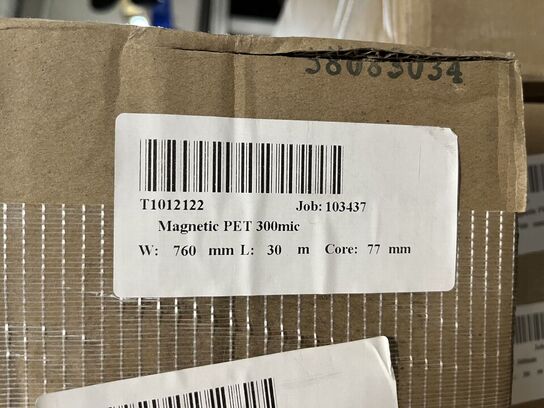 38083034
T1012122 Job: 103437
Magnetic PET 300mic
W: 760 mm L: 30 m Core: 77 mm